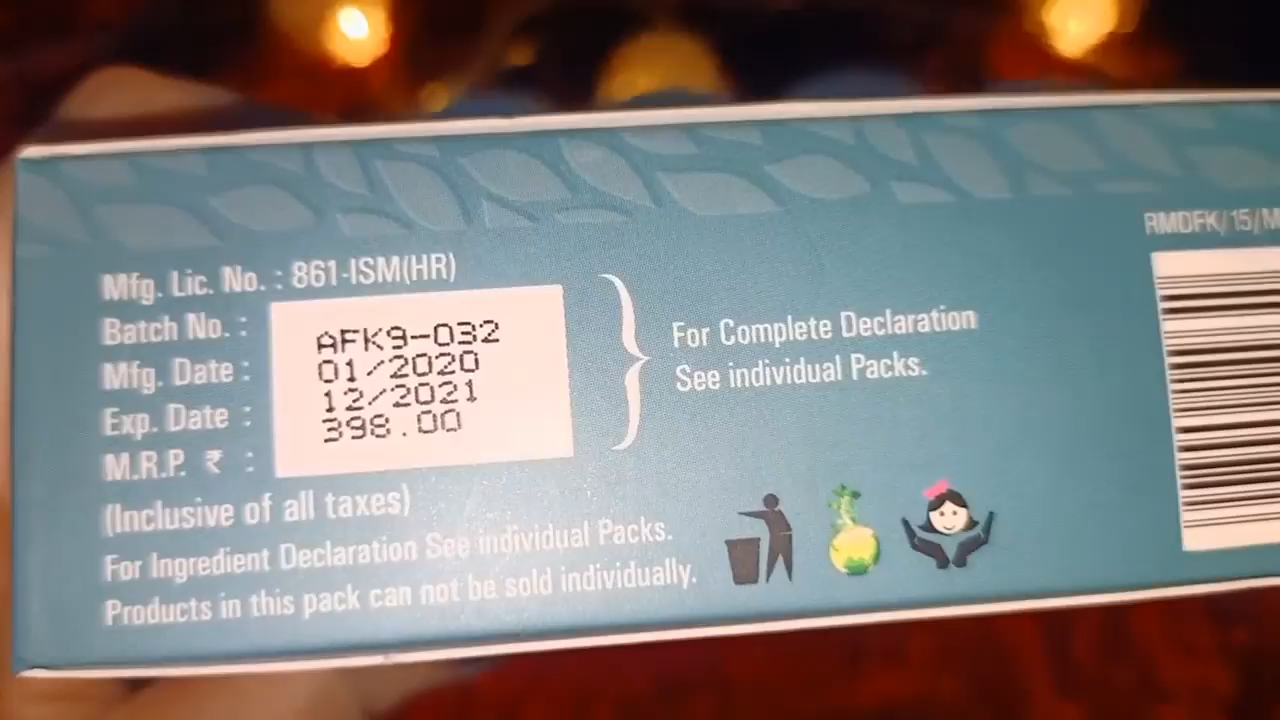 RMDFK/15/M
Mfg. Lic. No. : 861-ISM(HR)
Batch No. : AFK9-032
Mfg. Date : 01/2020
Exp. Date : 12/2021
M.R.P. ₹ : 398.00
(Inclusive of all taxes)
For Ingredient Declaration See individual Packs.
Products in this pack can not be sold individually.
For Complete Declaration
See individual Packs.